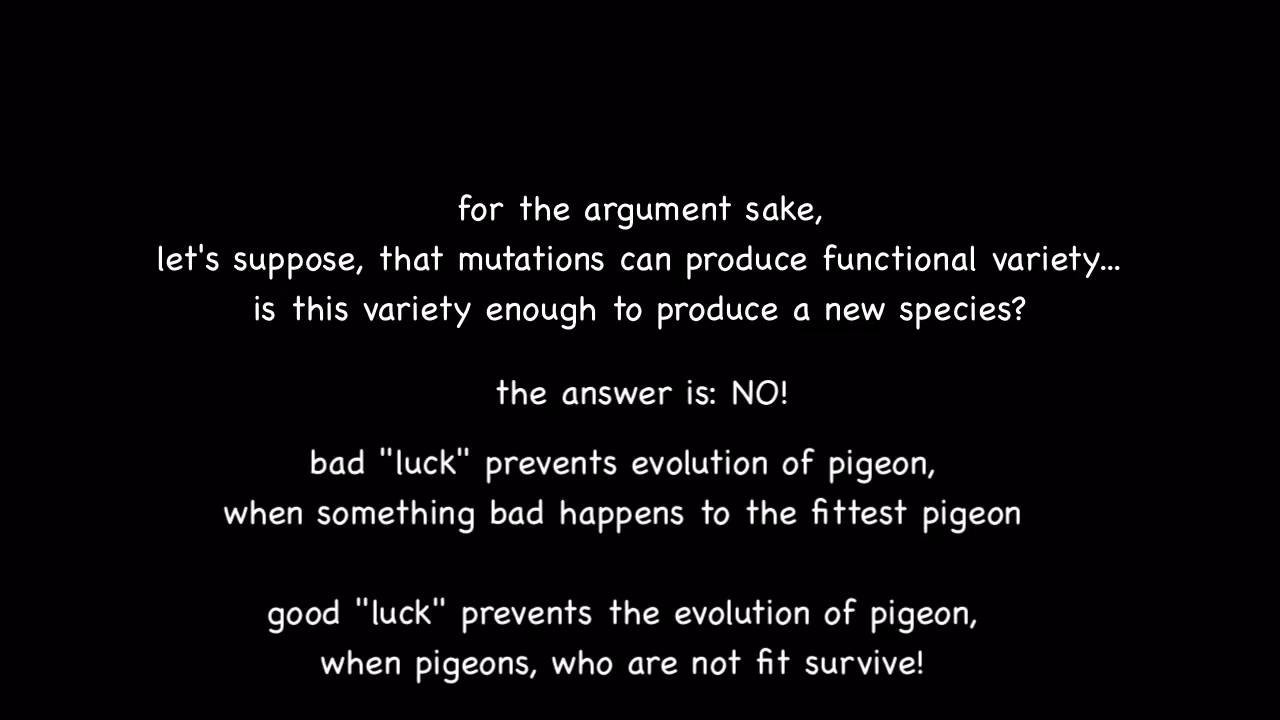 for the argument sake,
let's suppose, that mutations can produce functional variety...
is this variety enough to produce a new species?
the answer is: NO!
bad "luck" prevents evolution of pigeon,
when something bad happens to the fittest pigeon
good "luck" prevents the evolution of pigeon,
when pigeons, who are not fit survive!